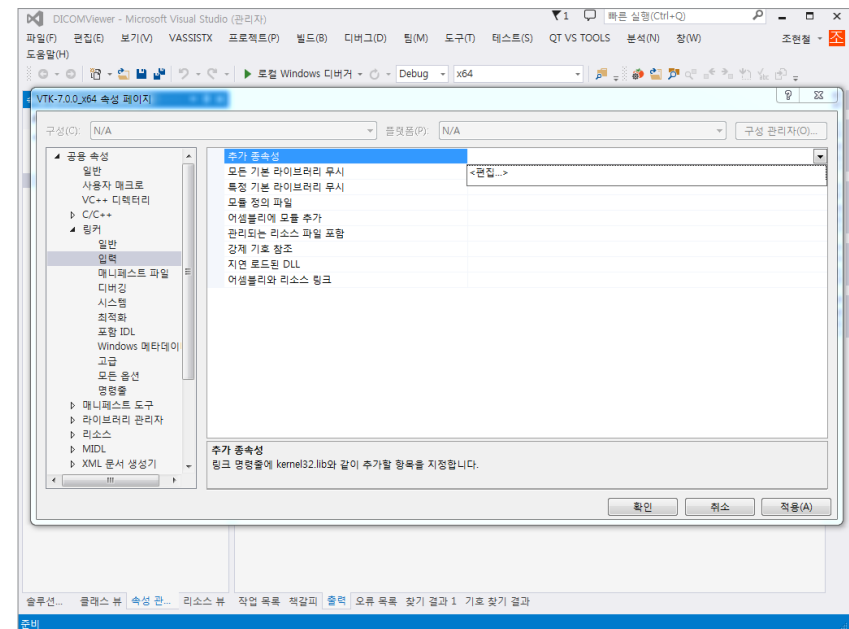 DICOMViewer - Microsoft Visual Studio (관리자)
1
빠른 실행(Ctrl+Q)
파일(F) 편집(E) 보기(V) VASSISTX 프로젝트(P) 빌드(B) 디버그(D) 팀(M) 도구(T) 테스트(S) QT VS TOOLS 분석(N) 창(W) 조현철 조
도움말(H)
로컬 Windows 디버거 Debug x64
VTK-7.0.0_x64 속성 페이지
구성(C): N/A 플랫폼(P): N/A 구성 관리자(O)...
공용 속성
일반
사용자 매크로
VC++ 디렉터리
C/C++
링커
일반
입력
매니페스트 파일
디버깅
시스템
최적화
포함 IDL
Windows 메타데이
고급
모든 옵션
명령줄
매니페스트 도구
라이브러리 관리자
리소스
MIDL
XML 문서 생성기
추가 종속성
모든 기본 라이브러리 무시
특정 기본 라이브러리 무시
모듈 정의 파일
어셈블리에 모듈 추가
관리되는 리소스 파일 포함
강제 기호 참조
지연 로드된 DLL
어셈블리와 리소스 링크
<편집...>
추가 종속성
링크 명령줄에 kernel32.lib와 같이 추가할 항목을 지정합니다.
확인 취소 적용(A)
솔루션... 클래스 뷰 속성 관... 리소스 뷰 작업 목록 책갈피 출력 오류 목록 찾기 결과 1 기호 찾기 결과
준비